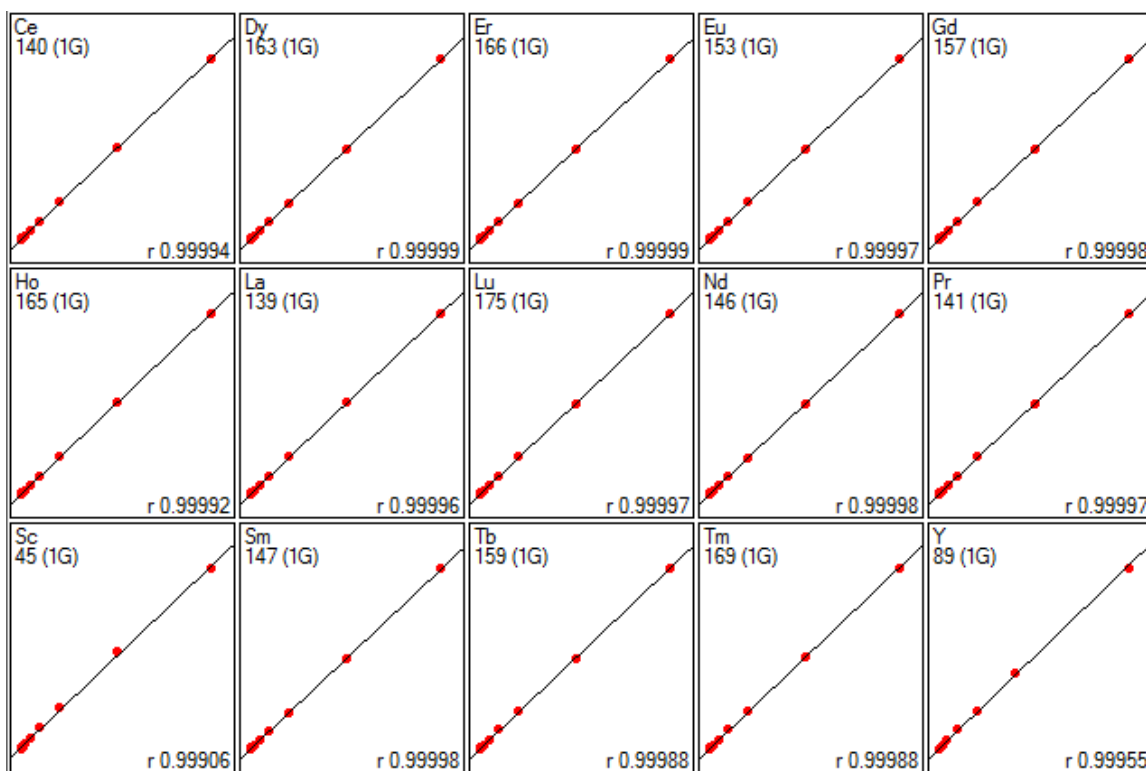 Ce
140 (1G)
r 0.99994
Dy
163 (1G)
r 0.99999
Er
166 (1G)
r 0.99999
Eu
153 (1G)
r 0.99997
Gd
157 (1G)
r 0.99998
Ho
165 (1G)
r 0.99992
La
139 (1G)
r 0.99996
Lu
175 (1G)
r 0.99997
Nd
146 (1G)
r 0.99998
Pr
141 (1G)
r 0.99997
Sc
45 (1G)
r 0.99906
Sm
147 (1G)
r 0.99998
Tb
159 (1G)
r 0.99988
Tm
169 (1G)
r 0.99988
Y
89 (1G)
r 0.99955